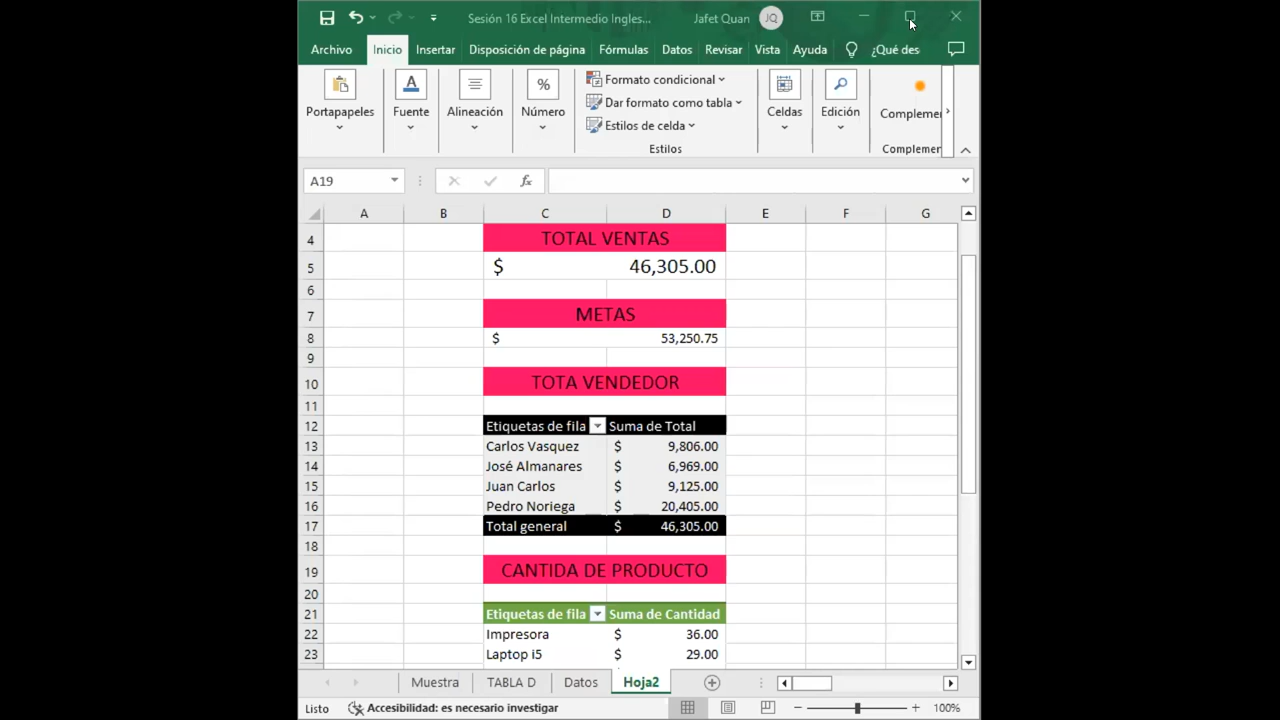 Sesión 16 Excel Intermedio Ingles... Jafet Quan JQ
Archivo Inicio Insertar Disposición de página Fórmulas Datos Revisar Vista Ayuda ¿Qué des
Portapapeles Fuente Alineación Número Formato condicional Dar formato como tabla Estilos de celda Celdas Edición Complemer
% 
Estilos Complemer
A19 fx
A B C D E F G
4 TOTAL VENTAS
5 $ 46,305.00
6
7 METAS
8 $ 53,250.75
9
10 TOTA VENDEDOR
11
12 Etiquetas de fila Suma de Total
13 Carlos Vasquez $ 9,806.00
14 José Almanares $ 6,969.00
15 Juan Carlos $ 9,125.00
16 Pedro Noriega $ 20,405.00
17 Total general $ 46,305.00
18
19 CANTIDA DE PRODUCTO
20
21 Etiquetas de fila Suma de Cantidad
22 Impresora $ 36.00
23 Laptop i5 $ 29.00
Muestra TABLA D Datos Hoja2
Listo Accesibilidad: es necesario investigar 100%